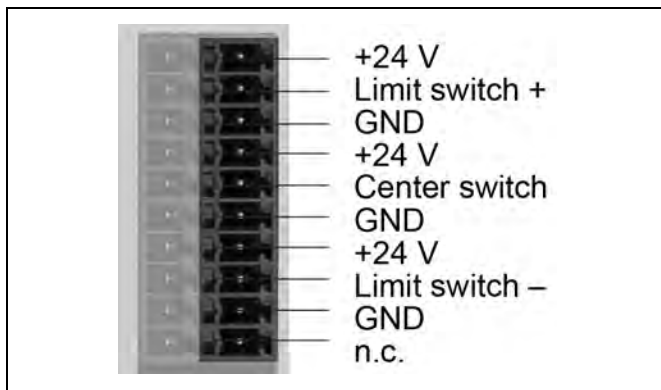 +24 V
Limit switch +
GND
+24 V
Center switch
GND
+24 V
Limit switch –
GND
n.c.